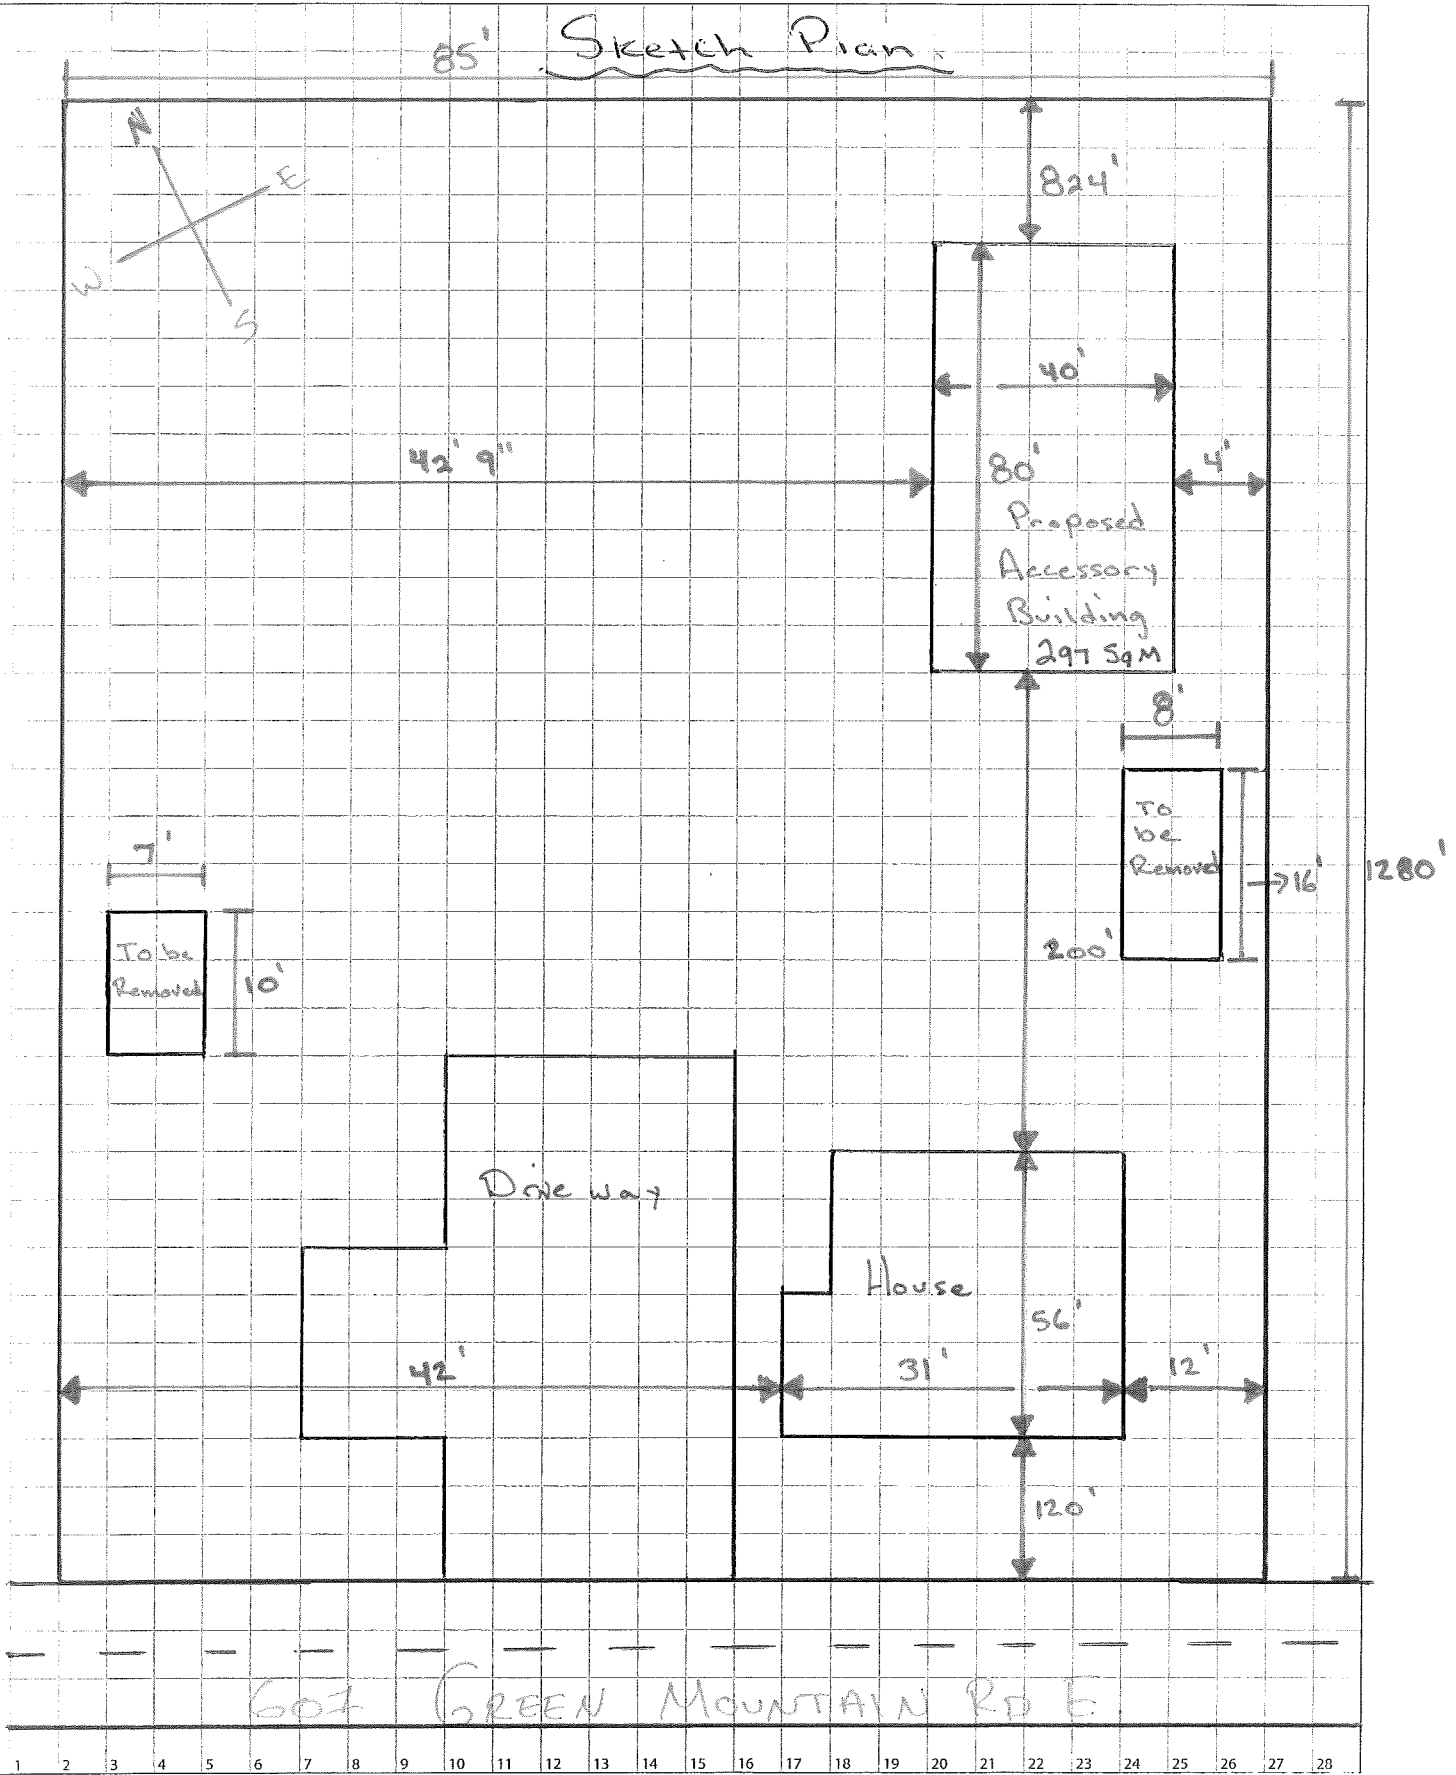 Sketch Plan.
85'
N
E
W
S
824'
40'
42' 9"
80'
4'
Proposed
Accessory
Building
297 SqM
8'
To
be
Removed
16'
1280'
7'
To be
Removed
10'
200'
Drive way
House
56'
42'
31'
12'
120'
607 GREEN MOUNTAIN RD E
1 2 3 4 5 6 7 8 9 10 11 12 13 14 15 16 17 18 19 20 21 22 23 24 25 26 27 28